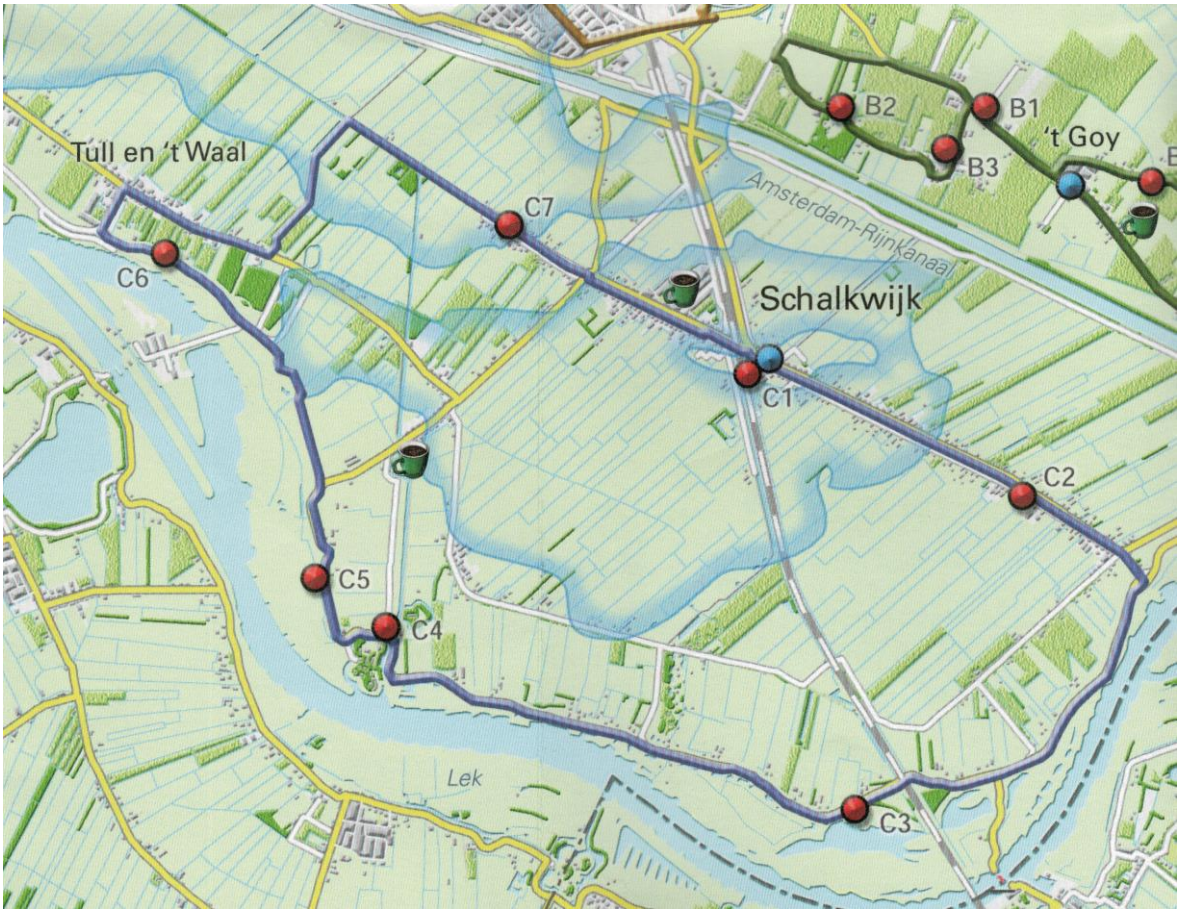 B2
B1
't Goy
B3
Tull en 't Waal
Amsterdam-Rijnkanaal
C7
C6
Schalkwijk
C1
C2
C5
C4
Lek
C3